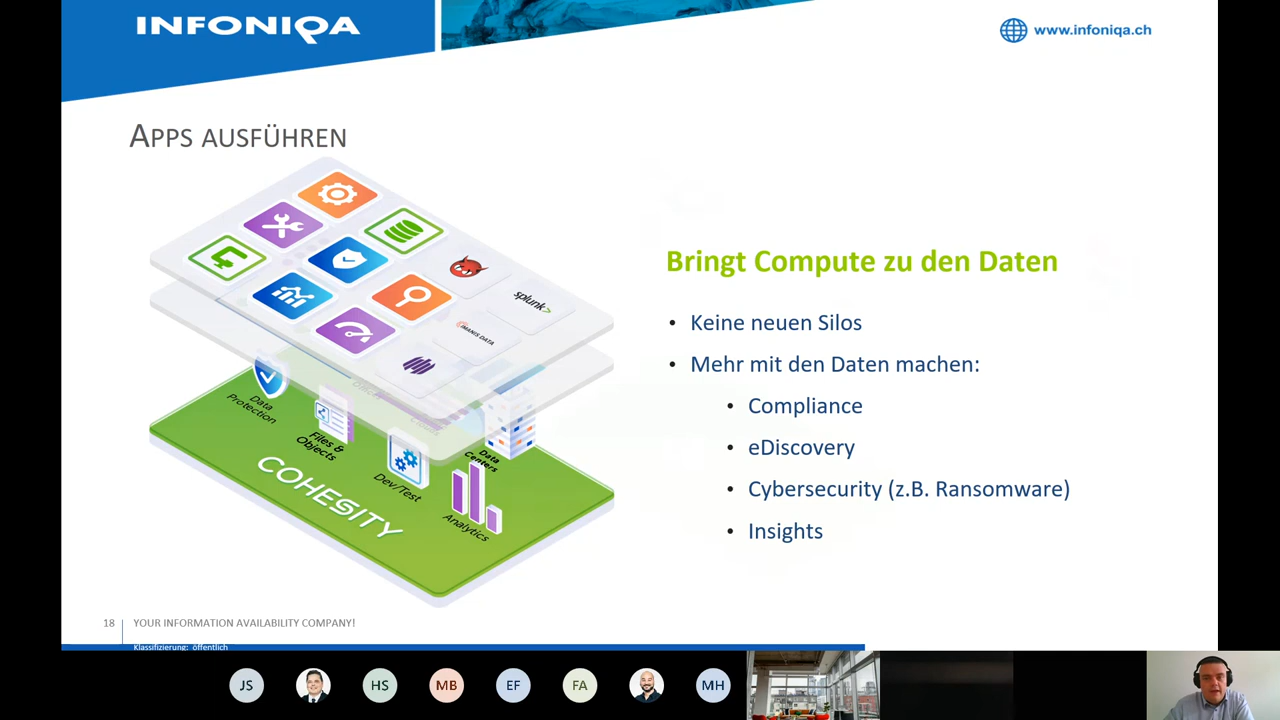 INFONIQA
www.infoniqa.ch
APPS AUSFÜHREN
splunk>
IMANIS DATA
Data
Protection
Files &
Objects
Dev/Test
Data
Centers
Analytics
COHESITY
Bringt Compute zu den Daten
• Keine neuen Silos
• Mehr mit den Daten machen:
• Compliance
• eDiscovery
• Cybersecurity (z.B. Ransomware)
• Insights
18 YOUR INFORMATION AVAILABILITY COMPANY!
Klassifizierung: öffentlich
JS HS MB EF FA MH